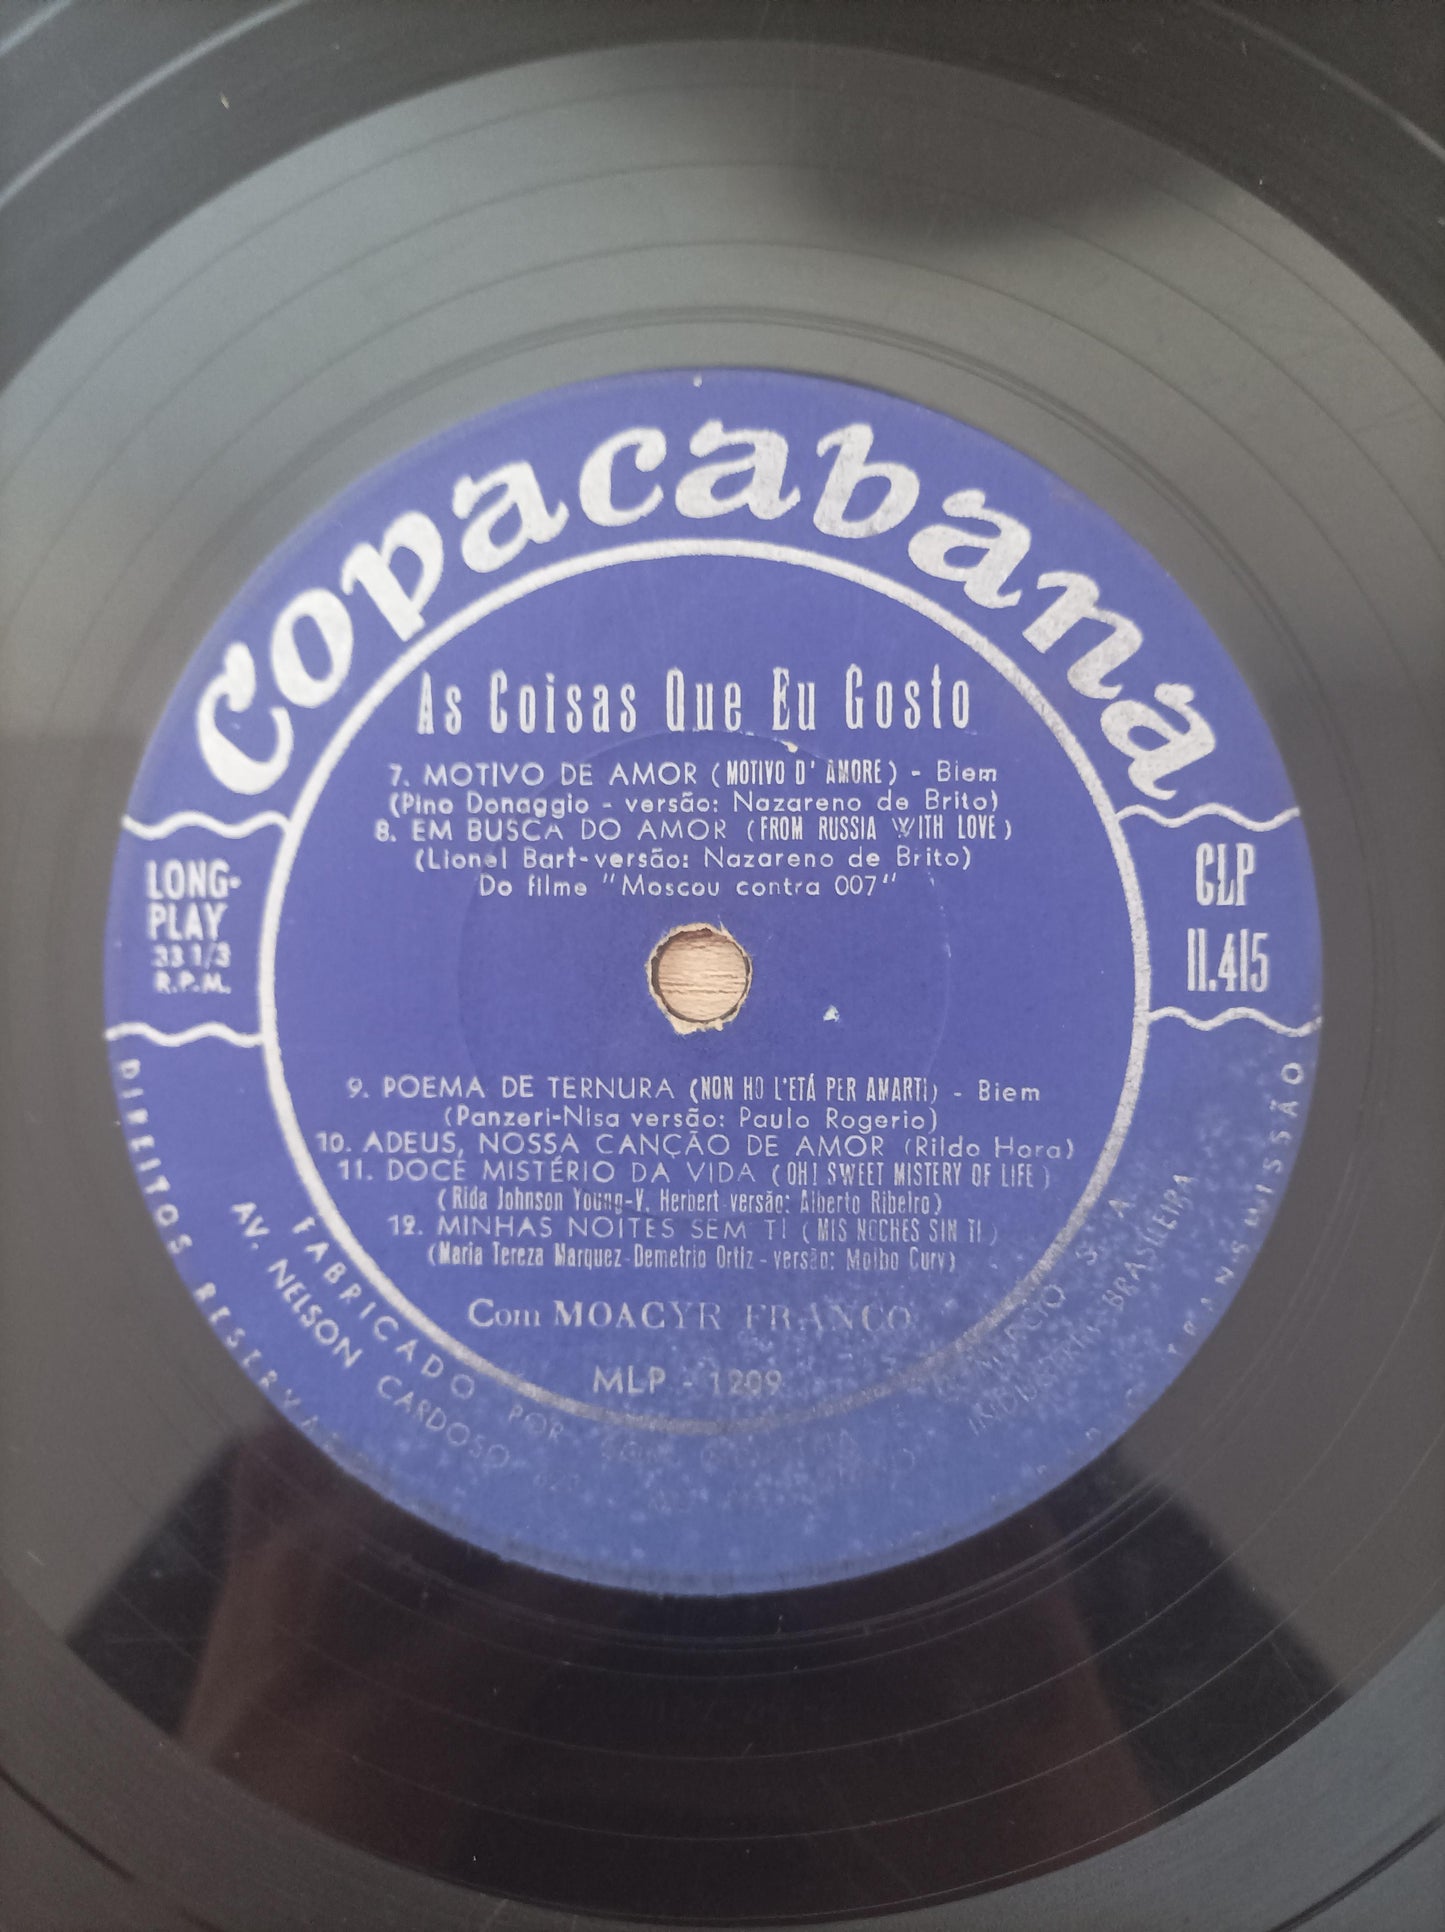 Copacabana
As Coisas Que Eu Gosto
7. MOTIVO DE AMOR (MOTIVO D' AMORE) - Biem
(Pino Donaggio - versão: Nazareno de Brito)
8. EM BUSCA DO AMOR (FROM RUSSIA WITH LOVE)
(Lionel Bart-versão: Nazareno de Brito)
Do filme "Moscou contra 007"
LONG-
PLAY
33 1/3
R.P.M.
CLP
11.415
9. POEMA DE TERNURA (NON HO L'ETÁ PER AMARTI) - Biem
(Panzeri-Nisa versão: Paulo Rogerio)
10. ADEUS, NOSSA CANÇÃO DE AMOR (Rildo Hora)
11. DOCE MISTÉRIO DA VIDA (OH! SWEET MISTERY OF LIFE)
(Rida Johnson Young-V. Herbert versão: Alberto Ribeiro)
12. MINHAS NOITES SEM TI (MIS NOCHES SIN TI)
(Maria Tereza Marquez-Demetrio Ortiz - versão: Molbo Cury)
Com MOACYR FRANCO
MLP - 1209
FABRICADO POR
AV. NELSON CARDOSO
S. A.
BRASILEIRA
DIREITOS RESERVA
TRANSMISSÃO